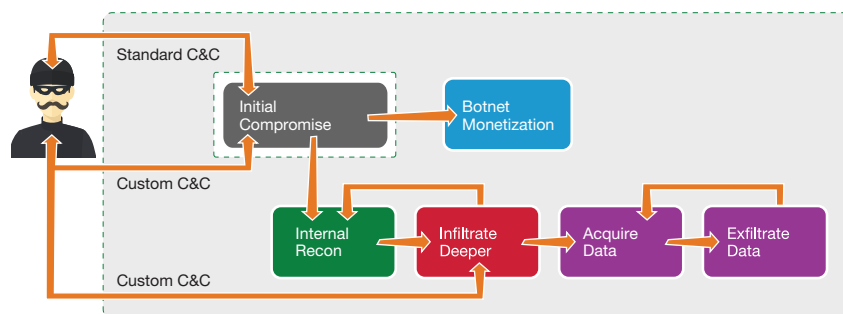 Standard C&C
Initial
Compromise
Botnet
Monetization
Custom C&C
Internal
Recon
Infiltrate
Deeper
Acquire
Data
Exfiltrate
Data
Custom C&C